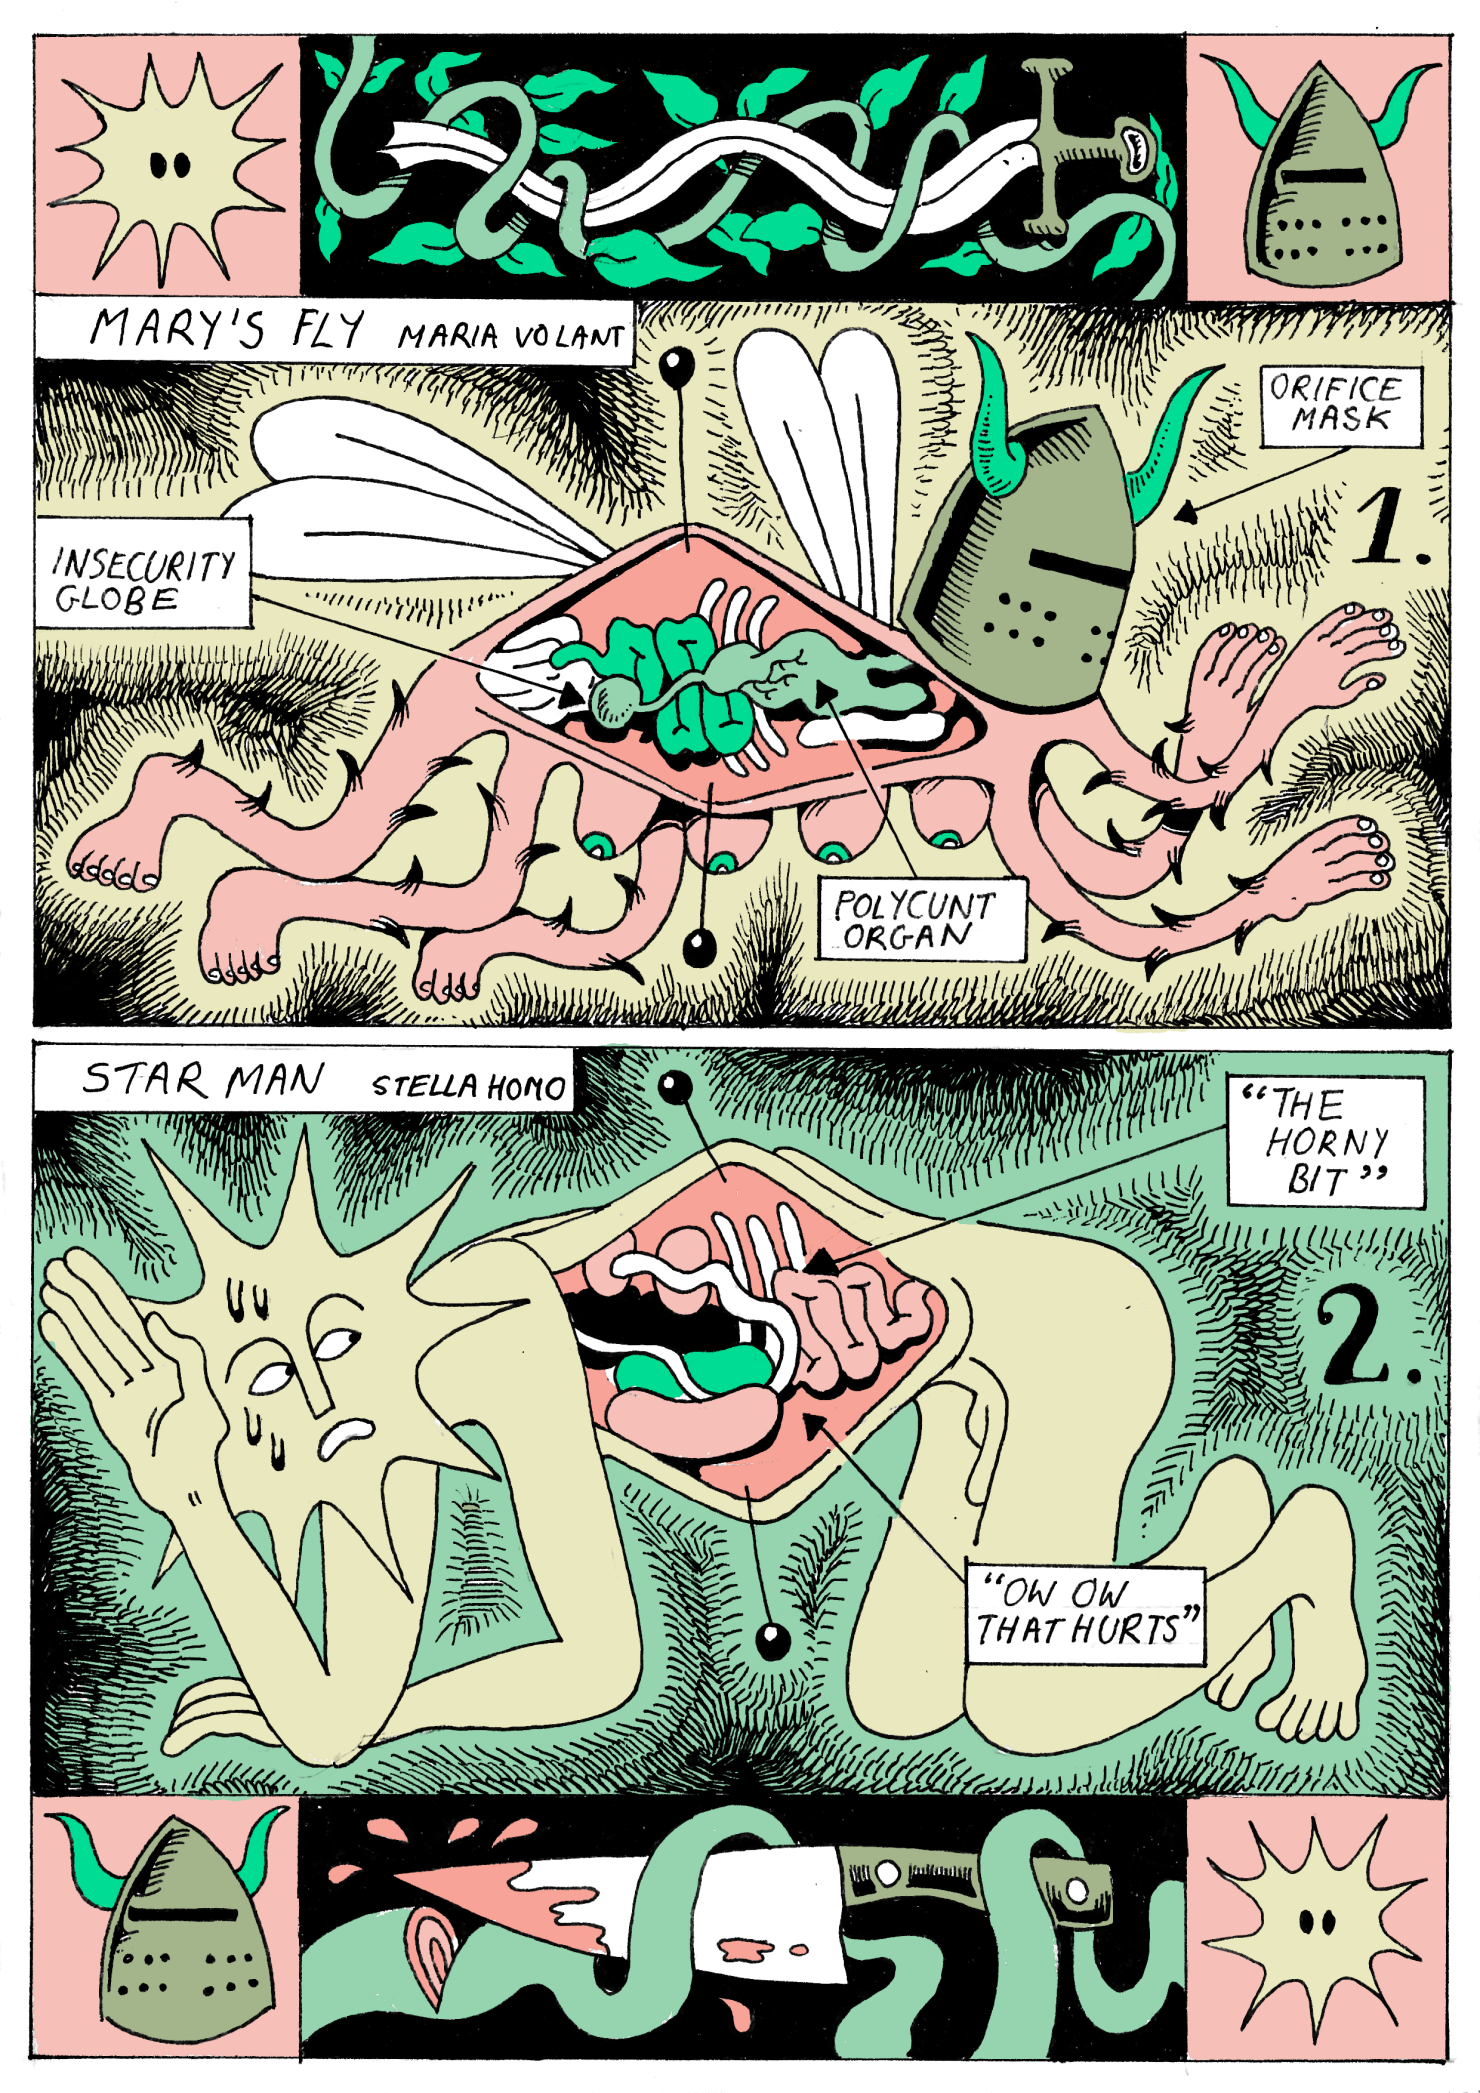 MARY'S FLY MARIA VOLANT
ORIFICE
MASK
1.
INSECURITY
GLOBE
POLYCUNT
ORGAN
STAR MAN STELLA HOMO
"THE
HORNY
BIT"
2.
"OW OW
THAT HURTS"